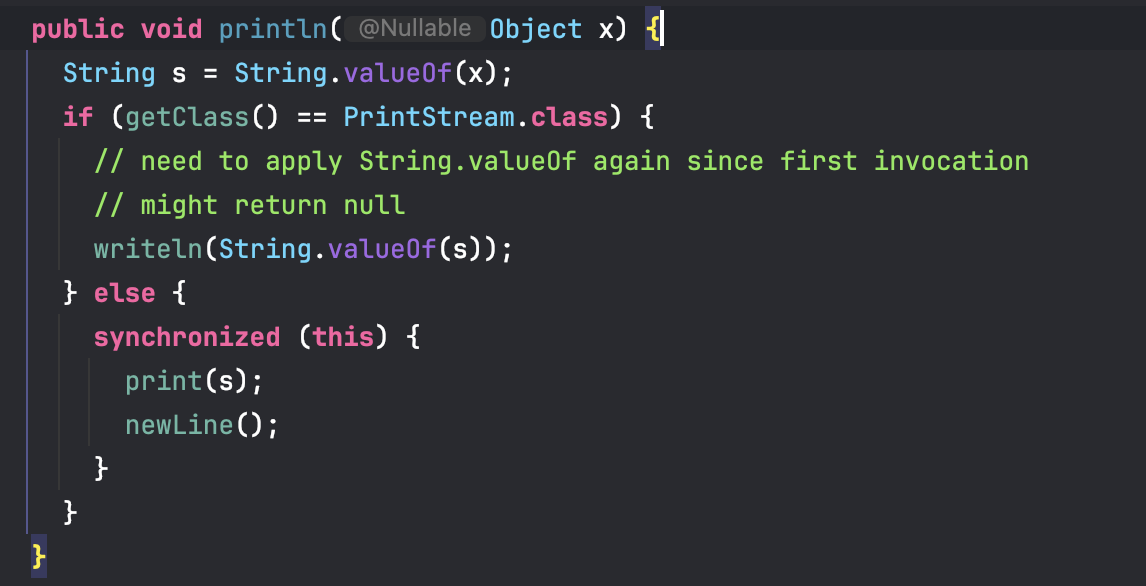 public void println( @Nullable Object x) {
  String s = String.valueOf(x);
  if (getClass() == PrintStream.class) {
    // need to apply String.valueOf again since first invocation
    // might return null
    writeln(String.valueOf(s));
  } else {
    synchronized (this) {
      print(s);
      newLine();
    }
  }
}